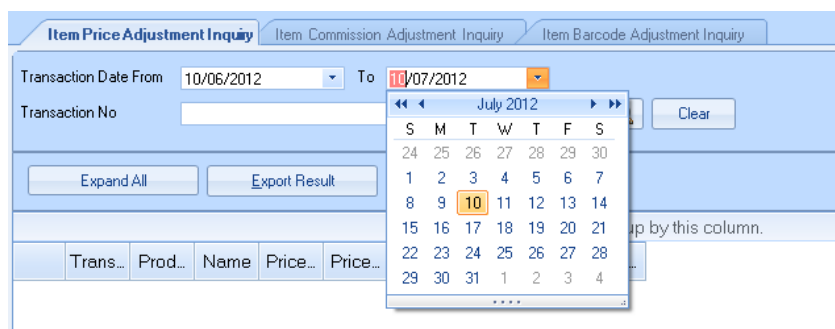 Item Price Adjustment Inquiry Item Commission Adjustment Inquiry Item Barcode Adjustment Inquiry
Transaction Date From 10/06/2012 To 10/07/2012
Transaction No Clear
July 2012
S M T W T F S
24 25 26 27 28 29 30
1 2 3 4 5 6 7
8 9 10 11 12 13 14
15 16 17 18 19 20 21
22 23 24 25 26 27 28
29 30 31 1 2 3 4
Expand All Export Result
up by this column.
Trans... Prod... Name Price... Price...